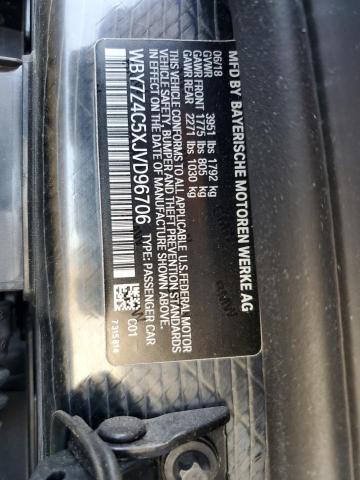 MFD BY BAYERISCHE MOTOREN WERKE AG
06/18
GVWR 3951 lbs 1792 kg
GAWR FRONT 1775 lbs 805 kg
GAWR REAR 2271 lbs 1030 kg
THIS VEHICLE CONFORMS TO ALL APPLICABLE U.S. FEDERAL MOTOR
VEHICLE SAFETY, BUMPER AND THEFT PREVENTION STANDARDS
IN EFFECT ON THE DATE OF MANUFACTURE SHOWN ABOVE.
WBY7Z4C5XJVD96706 TYPE: PASSENGER CAR
C01
7315814